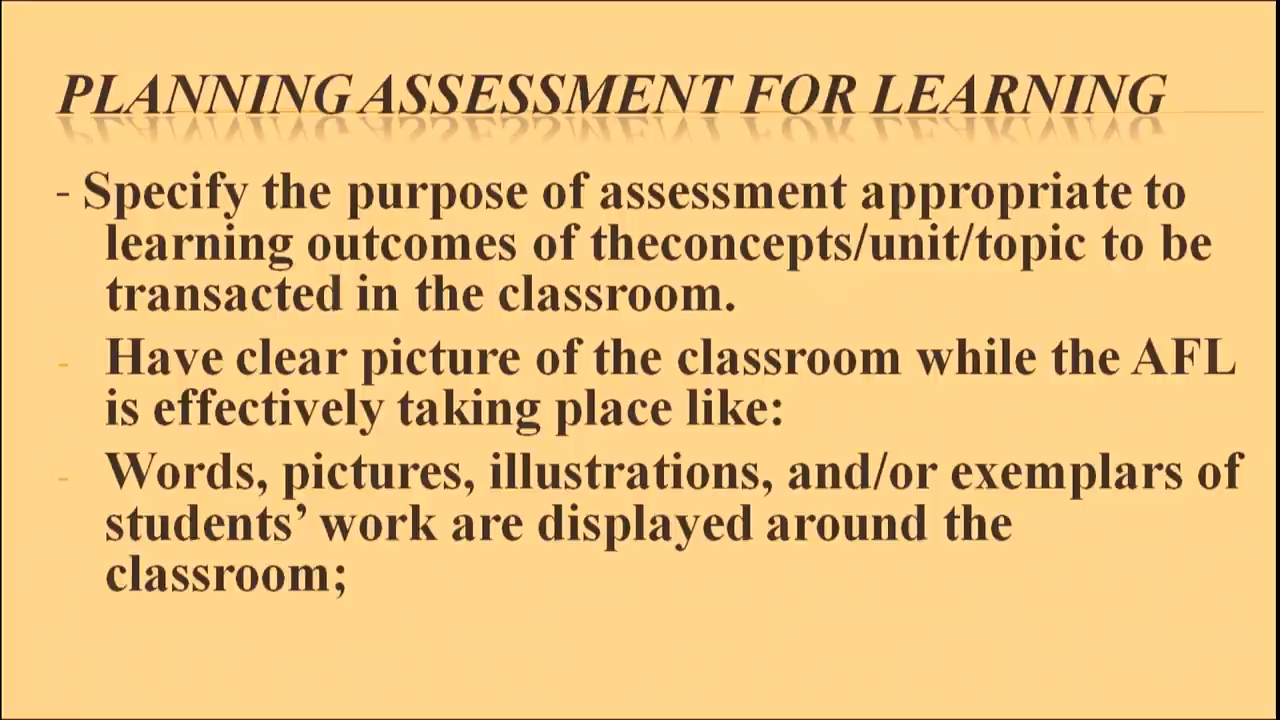 PLANNING ASSESSMENT FOR LEARNING
- Specify the purpose of assessment appropriate to
learning outcomes of theconcepts/unit/topic to be
transacted in the classroom.
- Have clear picture of the classroom while the AFL
is effectively taking place like:
- Words, pictures, illustrations, and/or exemplars of
students’ work are displayed around the
classroom;